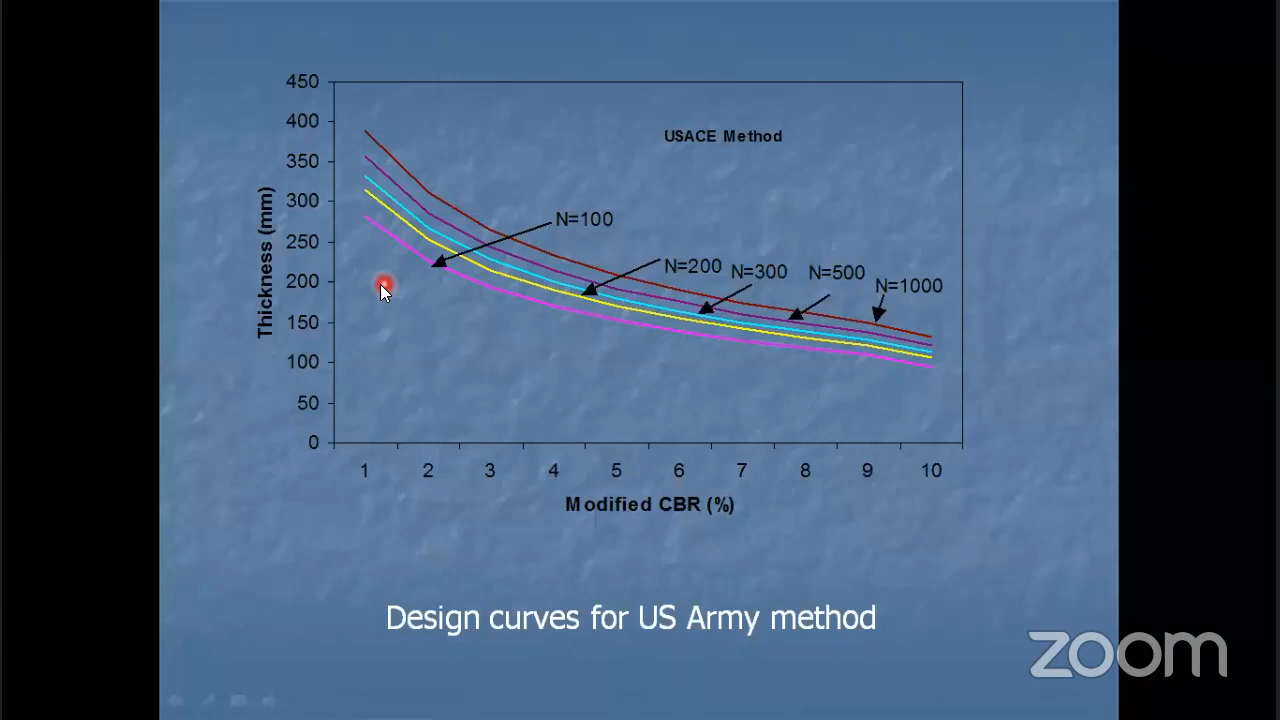 450
400
350
300
250
200
150
100
50
0
Thickness (mm)
USACE Method
N=100
N=200
N=300
N=500
N=1000
1 2 3 4 5 6 7 8 9 10
Modified CBR (%)
Design curves for US Army method
zoom